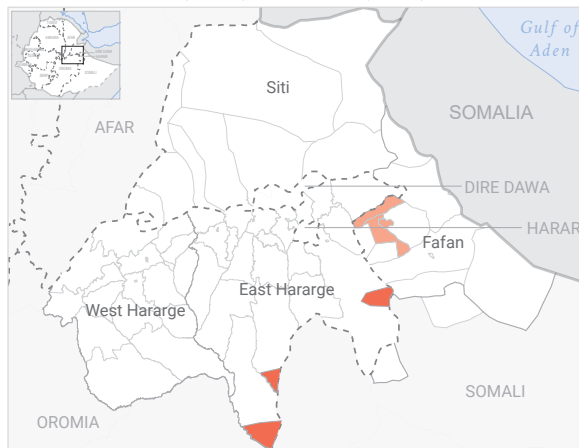 Gulf of
Aden
Siti
SOMALIA
AFAR
DIRE DAWA
HARAR
Fafan
East Hararge
West Hararge
SOMALI
OROMIA